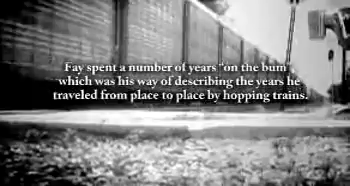 Fay spent a number of years "on the bum",
which was his way of describing the years he
traveled from place to place by hopping trains.